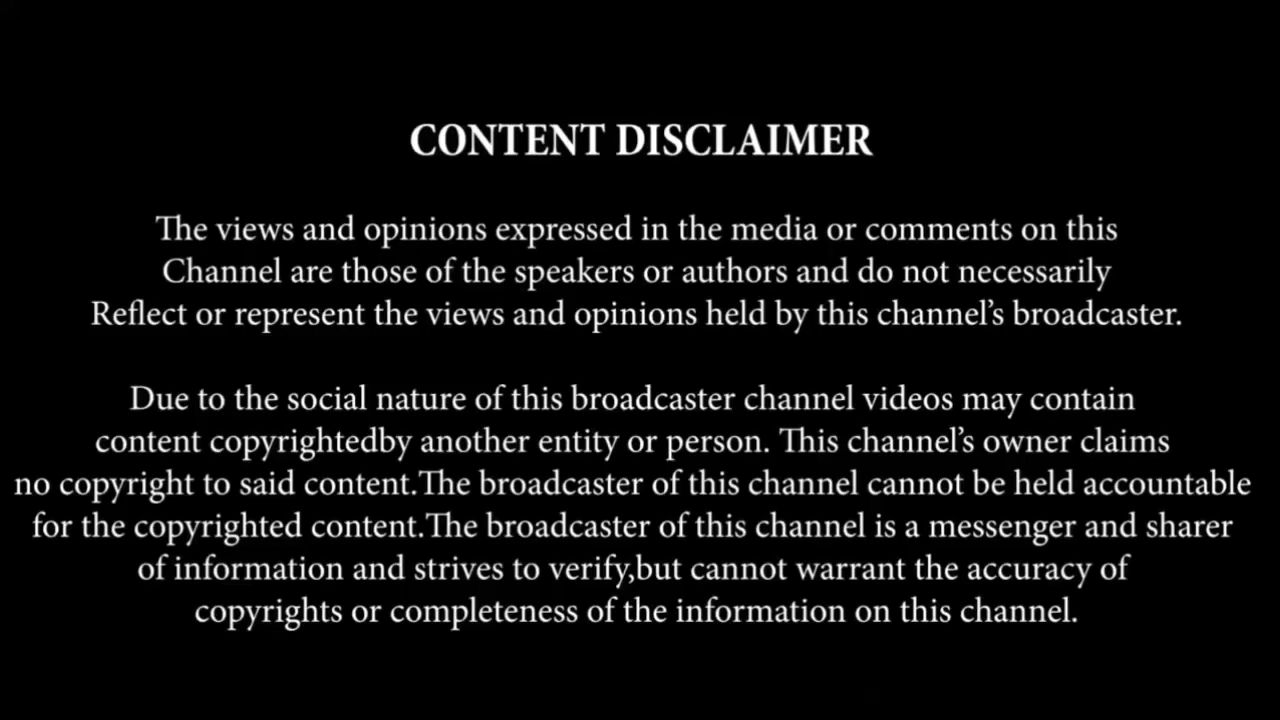 CONTENT DISCLAIMER
The views and opinions expressed in the media or comments on this
Channel are those of the speakers or authors and do not necessarily
Reflect or represent the views and opinions held by this channel’s broadcaster.
Due to the social nature of this broadcaster channel videos may contain
content copyrightedby another entity or person. This channel’s owner claims
no copyright to said content.The broadcaster of this channel cannot be held accountable
for the copyrighted content.The broadcaster of this channel is a messenger and sharer
of information and strives to verify,but cannot warrant the accuracy of
copyrights or completeness of the information on this channel.